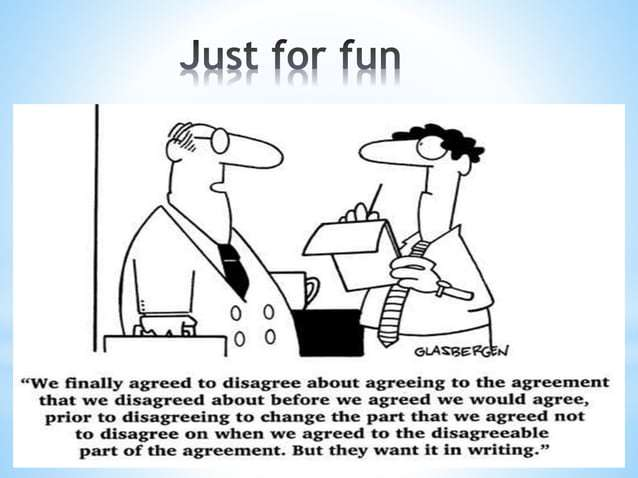 Just for fun
GLASBERGEN
“We finally agreed to disagree about agreeing to the agreement
that we disagreed about before we agreed we would agree,
prior to disagreeing to change the part that we agreed not
to disagree on when we agreed to the disagreeable
part of the agreement. But they want it in writing.”